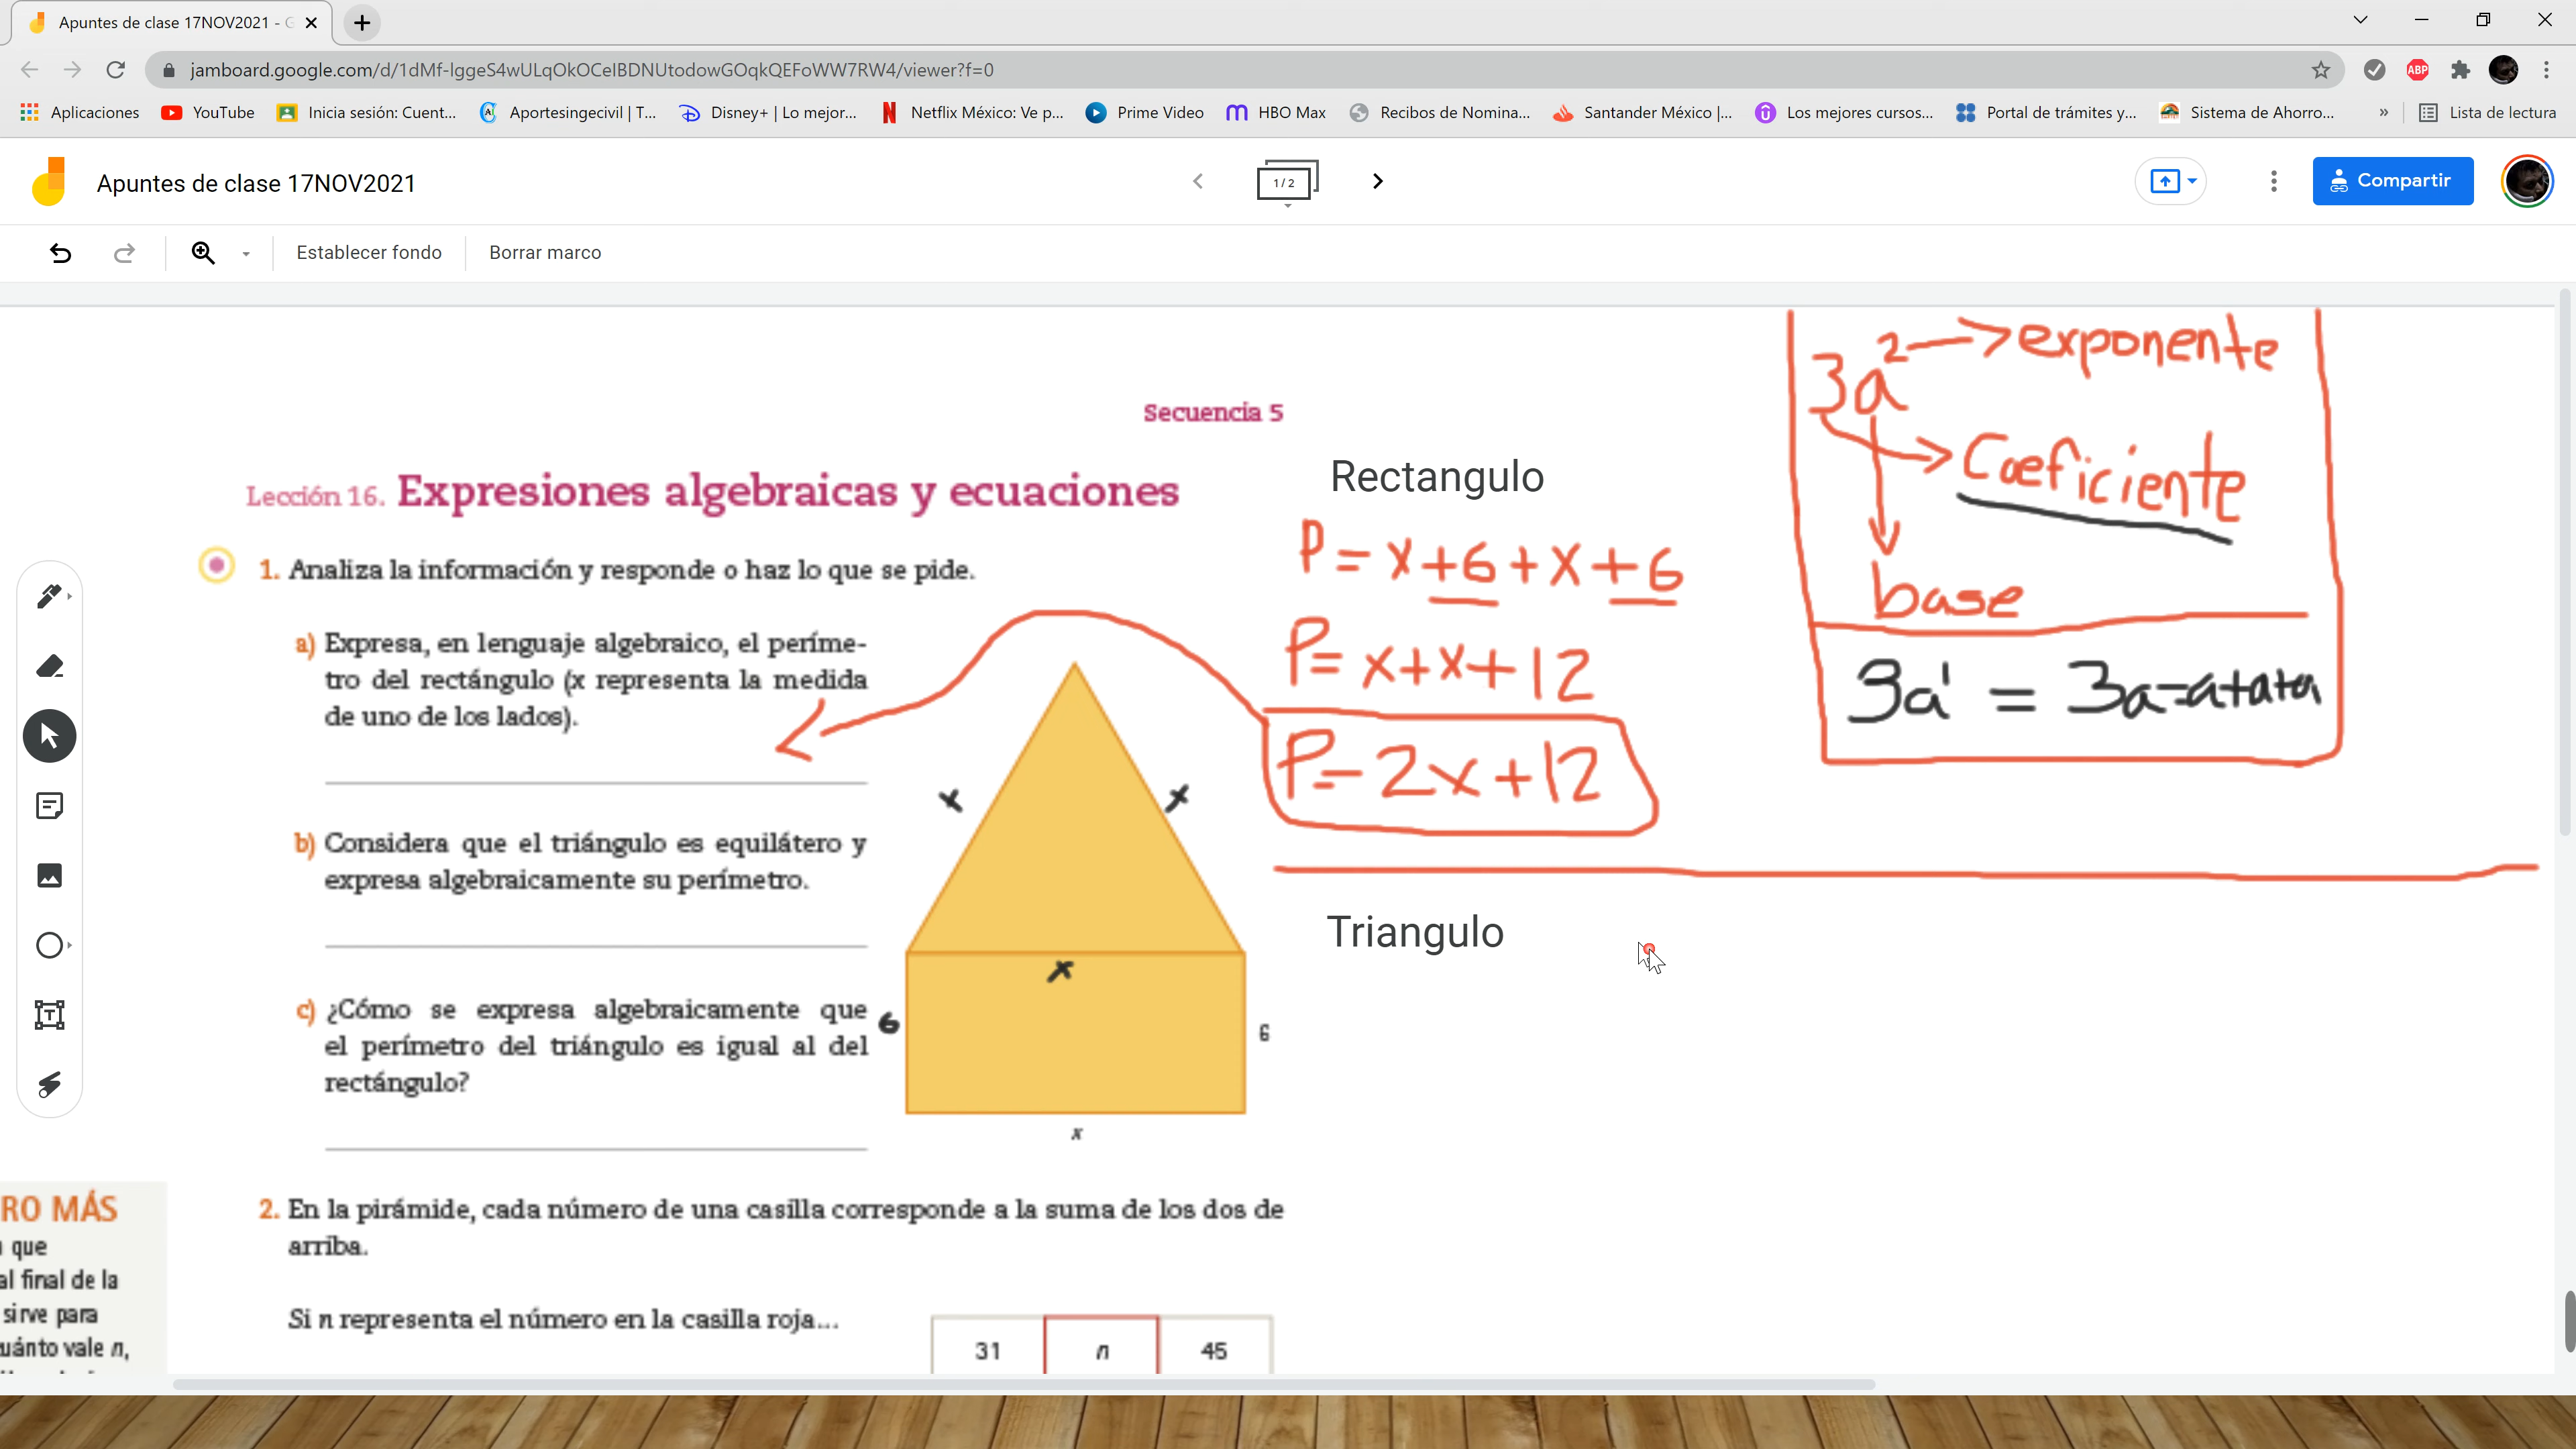 Apuntes de clase 17NOV2021 - G
jamboard.google.com/d/1dMf-lggeS4wULqOkOCeIBDNUtodowGOqkQEFoWW7RW4/viewer?f=0
ABP
Aplicaciones
YouTube
Inicia sesión: Cuent...
Aportesingecivil | T...
Disney+ | Lo mejor...
Netflix México: Ve p...
Prime Video
HBO Max
Recibos de Nomina...
Santander México |...
Los mejores cursos...
Portal de trámites y...
Sistema de Ahorro...
»
Lista de lectura
Apuntes de clase 17NOV2021
1 / 2
Compartir
Establecer fondo
Borrar marco
Secuencia 5
Lección 16. Expresiones algebraicas y ecuaciones
1. Analiza la información y responde o haz lo que se pide.
a) Expresa, en lenguaje algebraico, el períme-
tro del rectángulo (x representa la medida
de uno de los lados).
b) Considera que el triángulo es equilátero y
expresa algebraicamente su perímetro.
c) ¿Cómo se expresa algebraicamente que
el perímetro del triángulo es igual al del
rectángulo?
x
x
x
6
6
x
Rectangulo
P = x+6+x+6
P= x+x+12
P=2x+12
Triangulo
3a² → exponente
Coeficiente
base
3a¹ = 3a=a+a+a
2. En la pirámide, cada número de una casilla corresponde a la suma de los dos de
arriba.
Si n representa el número en la casilla roja...
31 n 45
RO MÁS
que
al final de la
sirve para
uánto vale n,